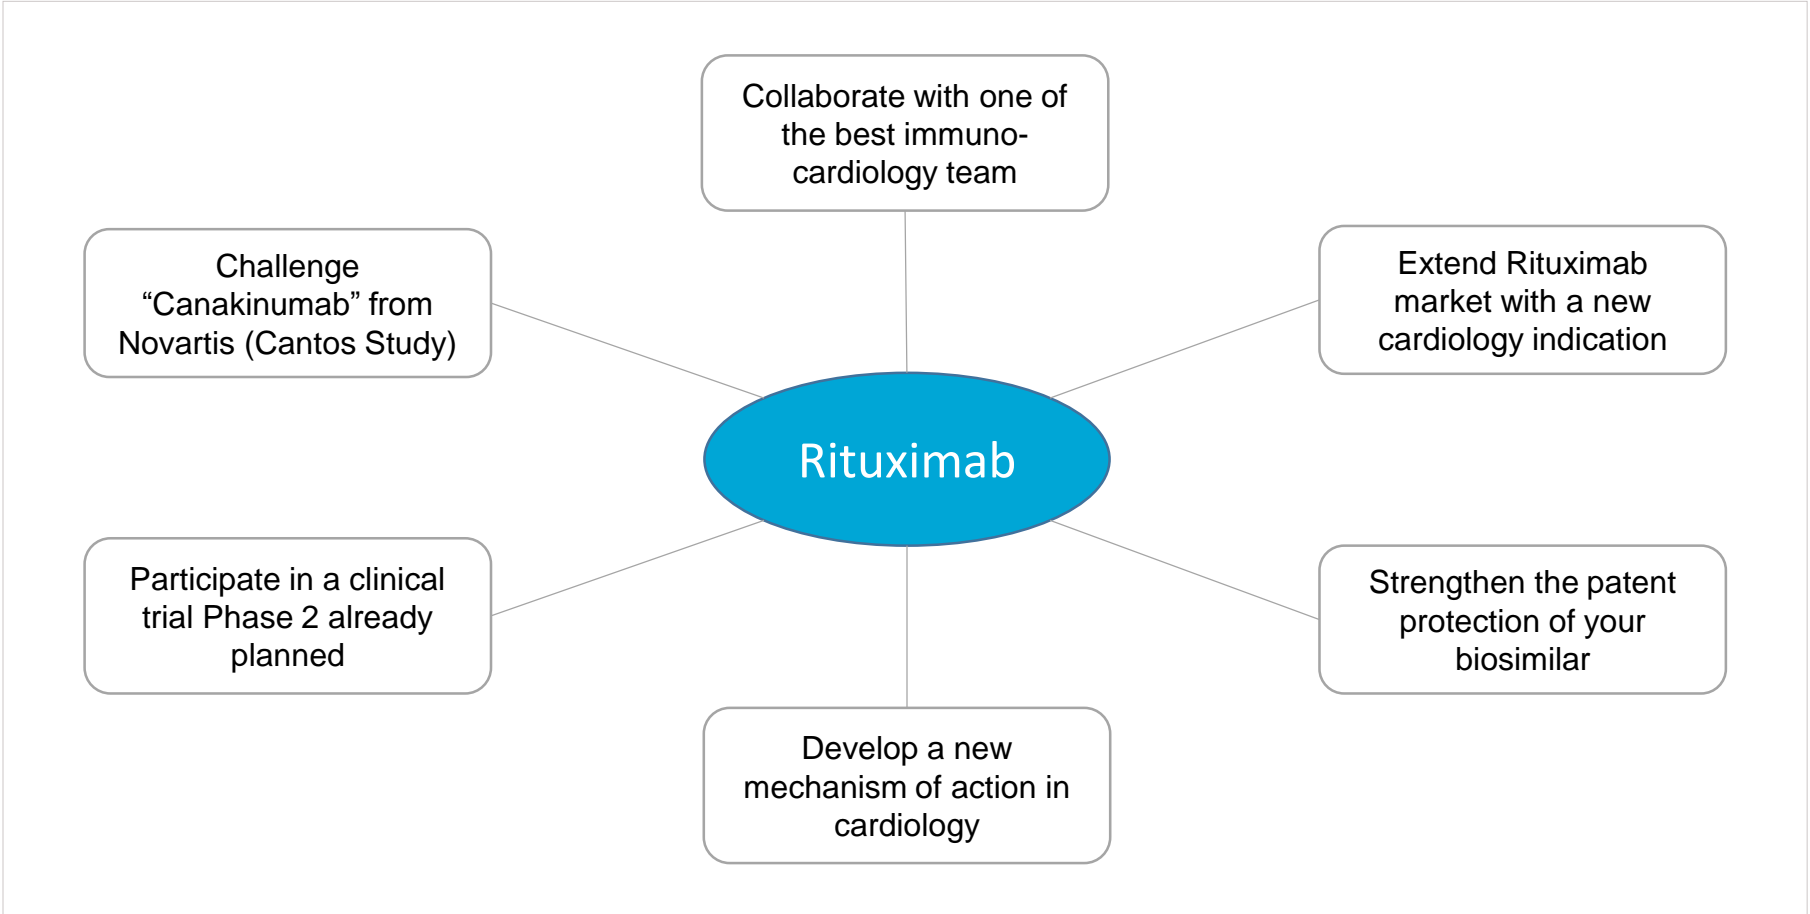 Collaborate with one of
the best immuno-
cardiology team
Challenge
“Canakinumab” from
Novartis (Cantos Study)
Extend Rituximab
market with a new
cardiology indication
Rituximab
Participate in a clinical
trial Phase 2 already
planned
Strengthen the patent
protection of your
biosimilar
Develop a new
mechanism of action in
cardiology